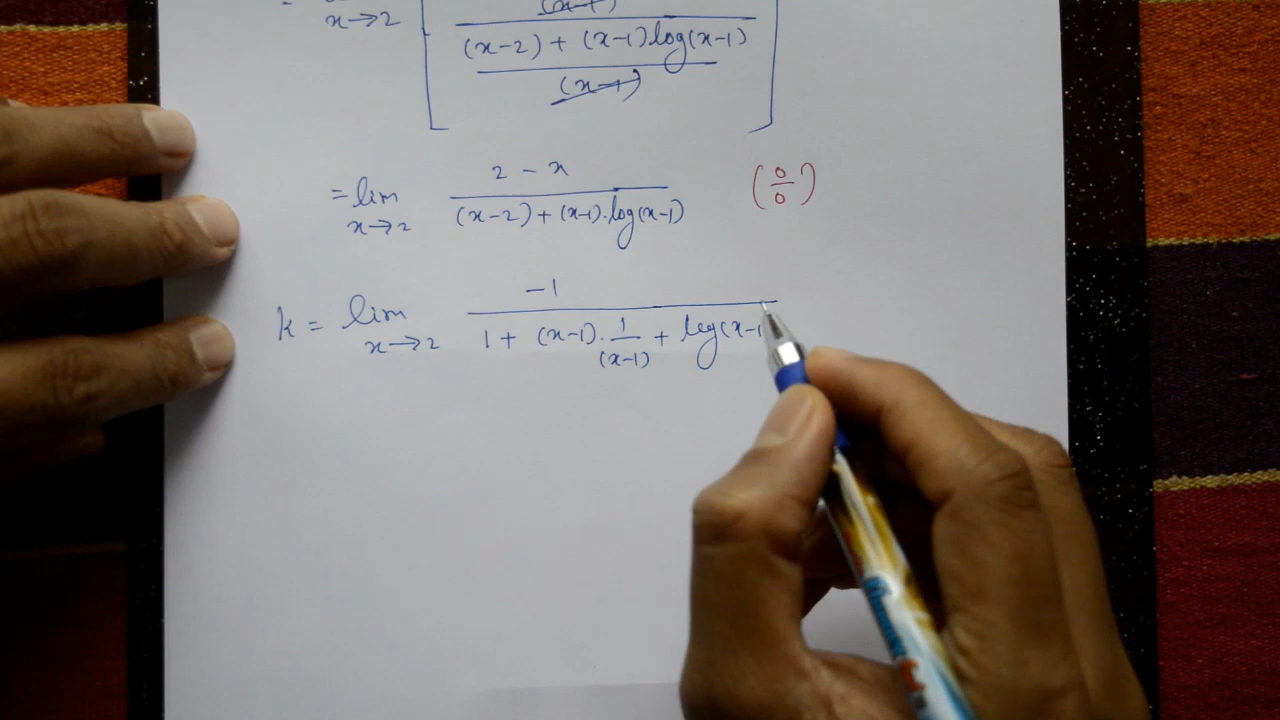 x→2 (x-1)
(x-2) + (x-1)log(x-1)
(x-1)
= lim x→2 2 - x / (x-2)+(x-1).log(x-1) (0/0)
k = lim x→2 -1 / 1 + (x-1).1/(x-1) + log(x-1